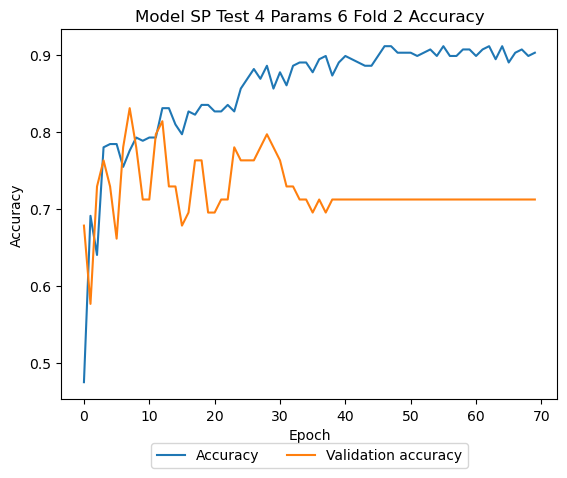 Model SP Test 4 Params 6 Fold 2 Accuracy
0.9
0.8
0.7
0.6
0.5
Accuracy
0 10 20 30 40 50 60 70
Epoch
Accuracy Validation accuracy